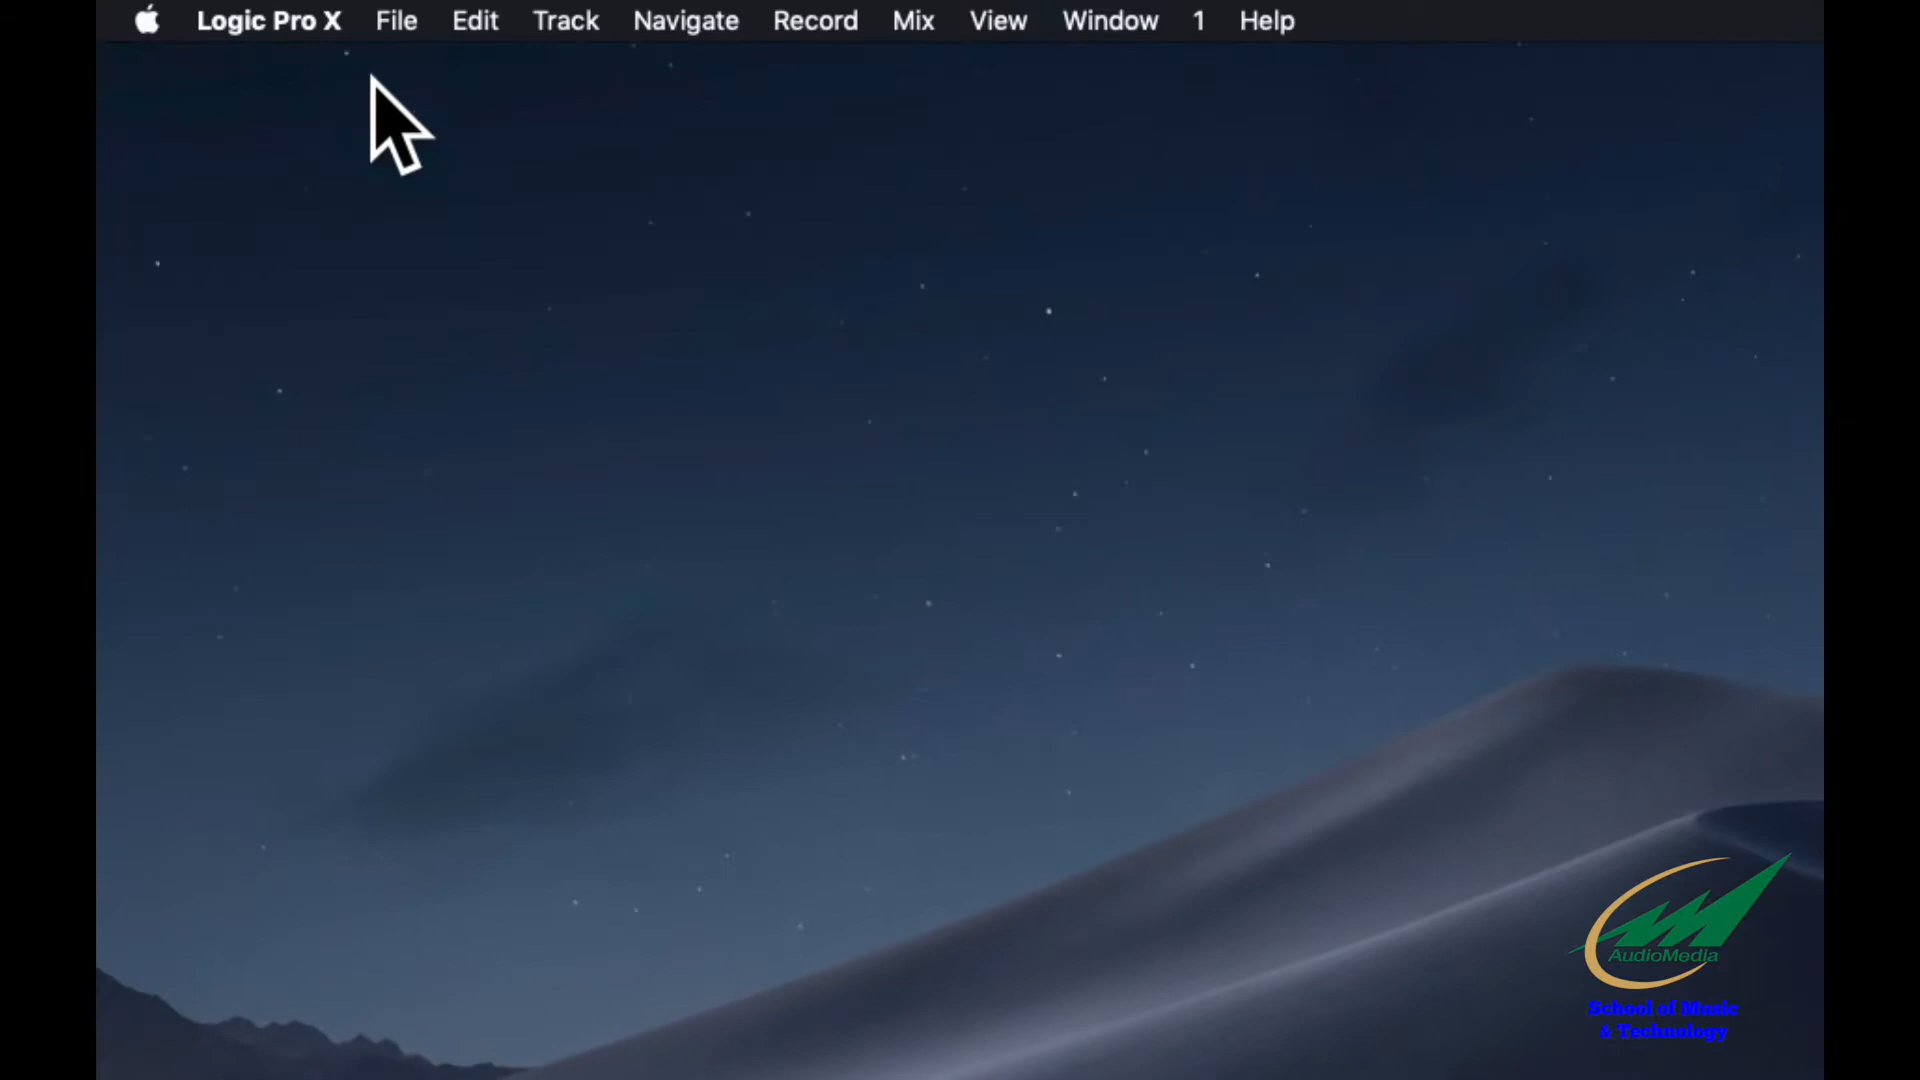 Logic Pro X File Edit Track Navigate Record Mix View Window 1 Help
AudioMedia
School of Music
& Technology